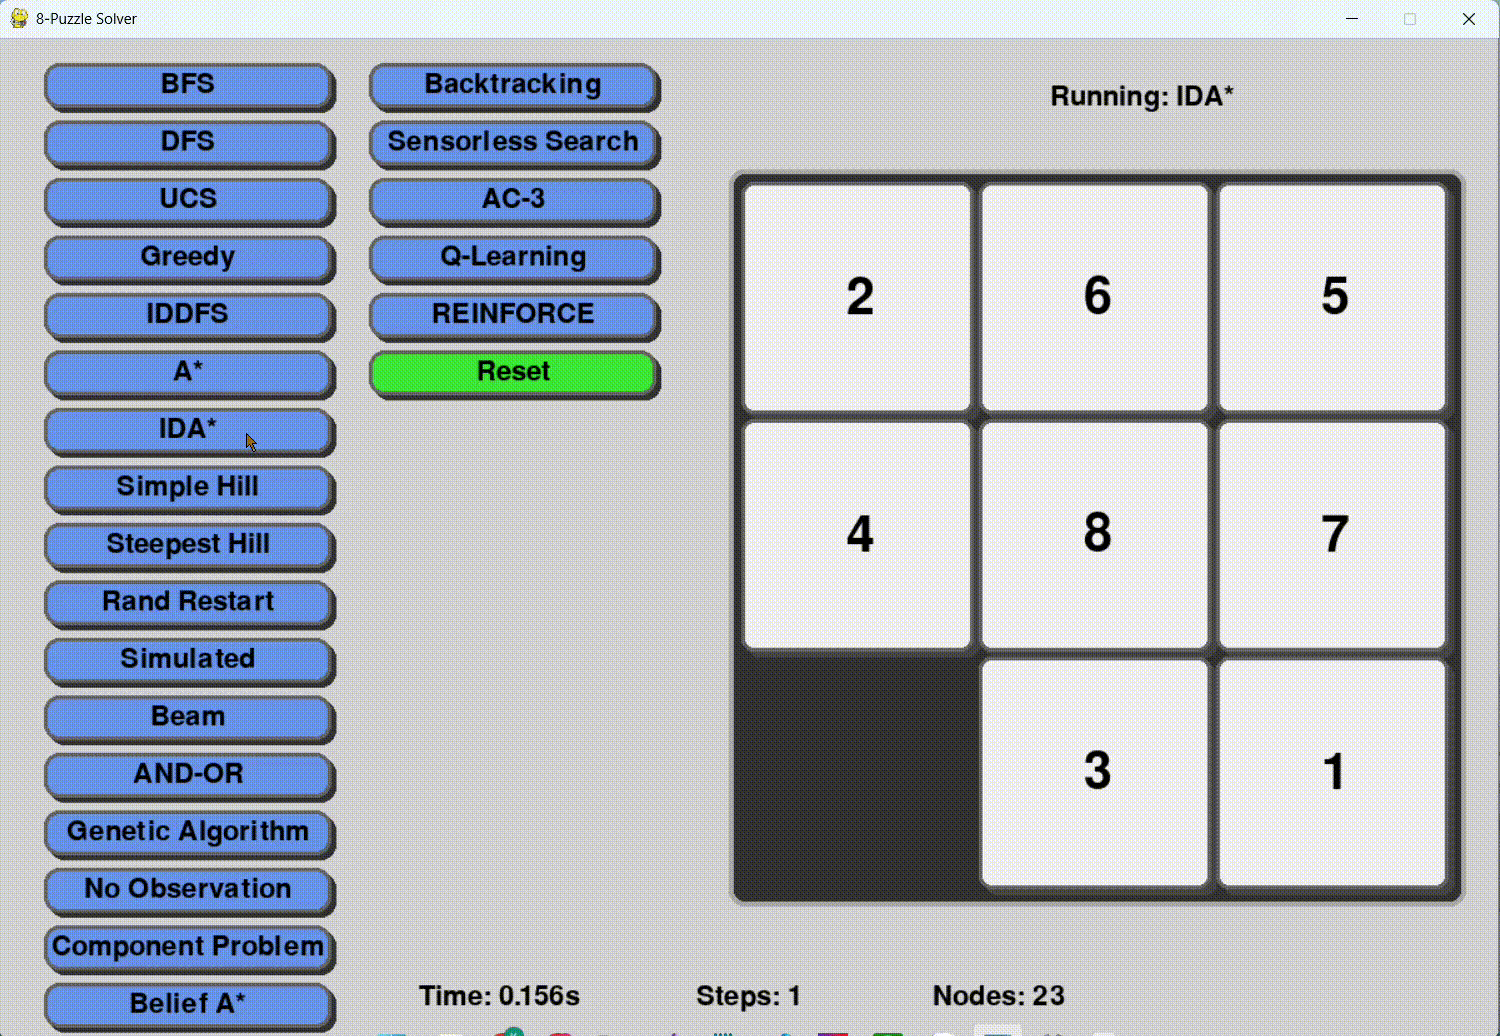 8-Puzzle Solver
BFS
DFS
UCS
Greedy
IDDFS
A*
IDA*
Simple Hill
Steepest Hill
Rand Restart
Simulated
Beam
AND-OR
Genetic Algorithm
No Observation
Component Problem
Belief A*
Backtracking
Sensorless Search
AC-3
Q-Learning
REINFORCE
Reset
Running: IDA*
2 6 5
4 8 7
3 1
Time: 0.156s Steps: 1 Nodes: 23